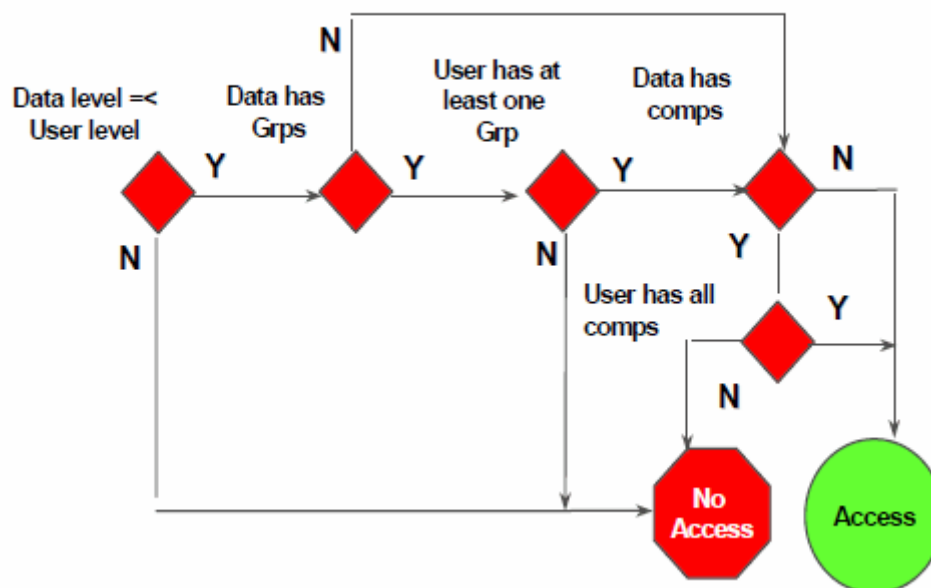 N
Data level =<
User level
Data has
Grps
User has at
least one
Grp
Data has
comps
Y
Y
Y
N
N
N
Y
User has all
comps
Y
N
No
Access
Access